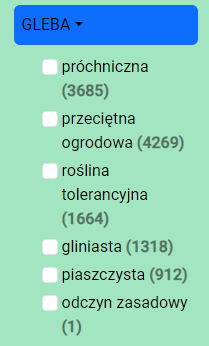 GLEBA
próchniczna
(3685)
przeciętna
ogrodowa (4269)
roślina
tolerancyjna
(1664)
gliniasta (1318)
piaszczysta (912)
odczyn zasadowy
(1)